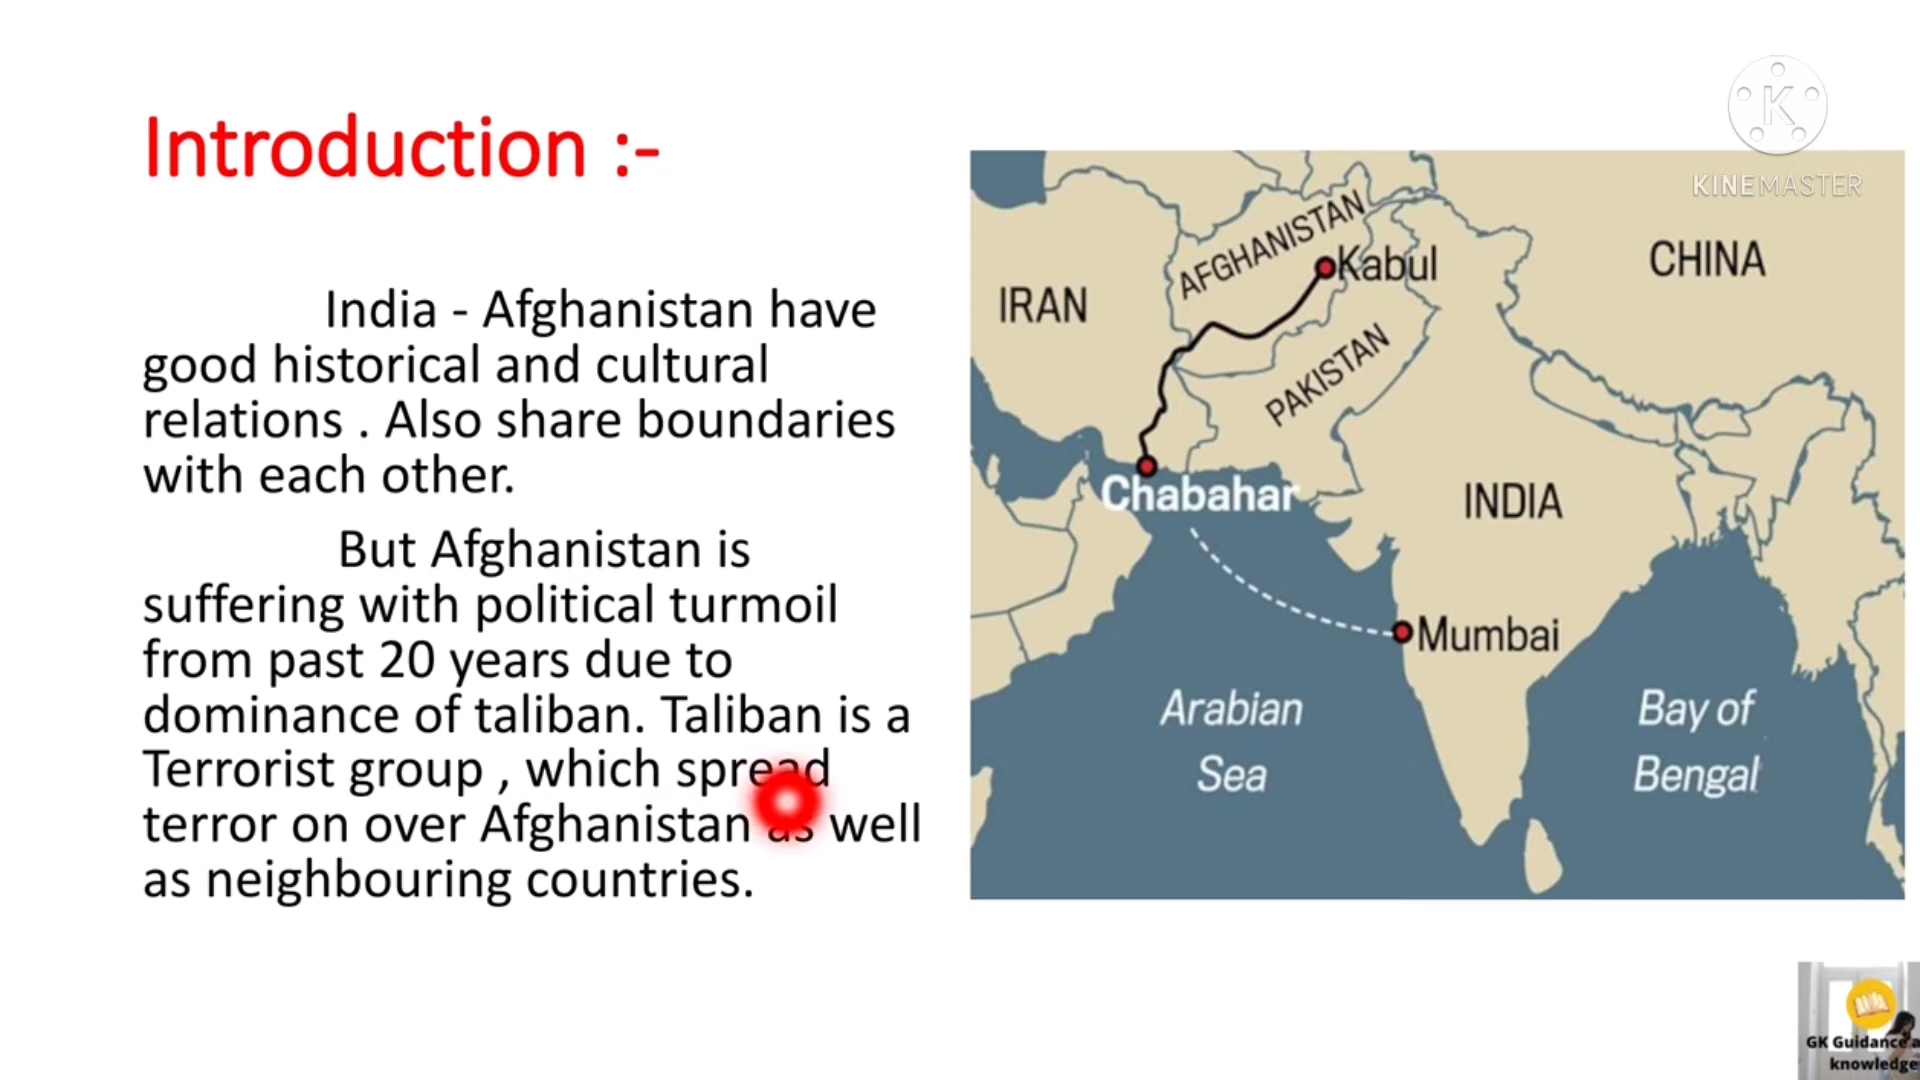 Introduction :-
India - Afghanistan have
good historical and cultural
relations . Also share boundaries
with each other.
But Afghanistan is
suffering with political turmoil
from past 20 years due to
dominance of taliban. Taliban is a
Terrorist group , which spread
terror on over Afghanistan as well
as neighbouring countries.
K
KINEMASTER
AFGHANISTAN
Kabul
CHINA
IRAN
PAKISTAN
Chabahar
INDIA
Mumbai
Arabian
Sea
Bay of
Bengal
GK Guidance a
knowledge